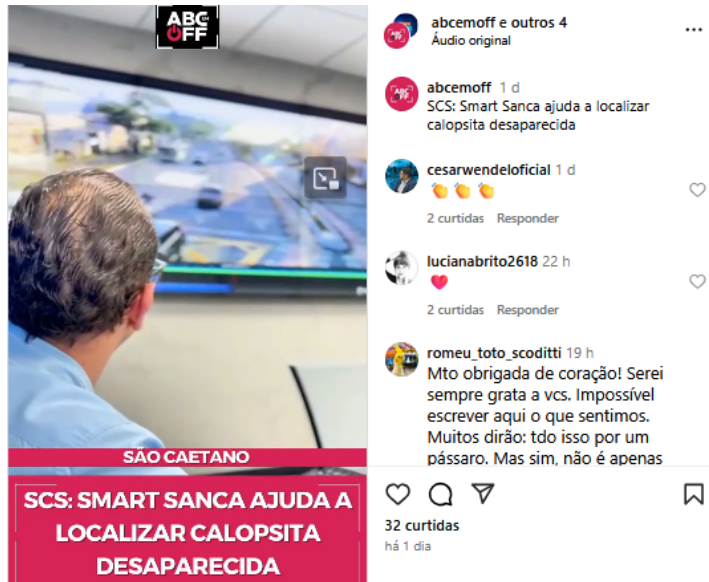 ABC EM
OFF
SÃO CAETANO
SCS: SMART SANCA AJUDA A
LOCALIZAR CALOPSITA
DESAPARECIDA
abcemoff e outros 4
Áudio original
abcemoff 1 d
SCS: Smart Sanca ajuda a localizar
calopsita desaparecida
cesarwendeloficial 1 d
👏 👏 👏
2 curtidas Responder
lucianabrito2618 22 h
❤️
2 curtidas Responder
romeu_toto_scoditti 19 h
Mto obrigada de coração! Serei
sempre grata a vcs. Impossível
escrever aqui o que sentimos.
Muitos dirão: tdo isso por um
pássaro. Mas sim, não é apenas
32 curtidas
há 1 dia